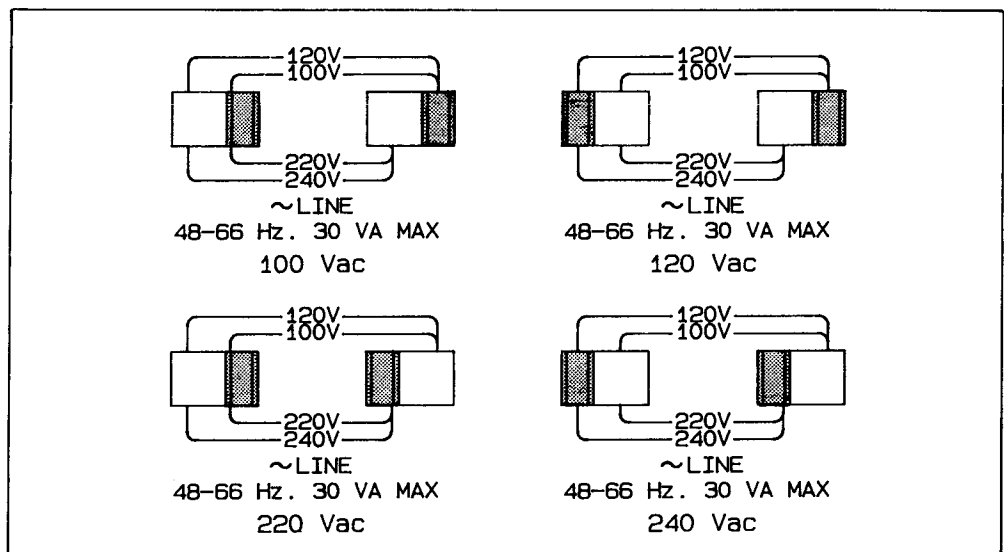 120V
100V
220V
240V
~LINE
48-66 Hz. 30 VA MAX
100 Vac
120V
100V
220V
240V
~LINE
48-66 Hz. 30 VA MAX
120 Vac
120V
100V
220V
240V
~LINE
48-66 Hz. 30 VA MAX
220 Vac
120V
100V
220V
240V
~LINE
48-66 Hz. 30 VA MAX
240 Vac